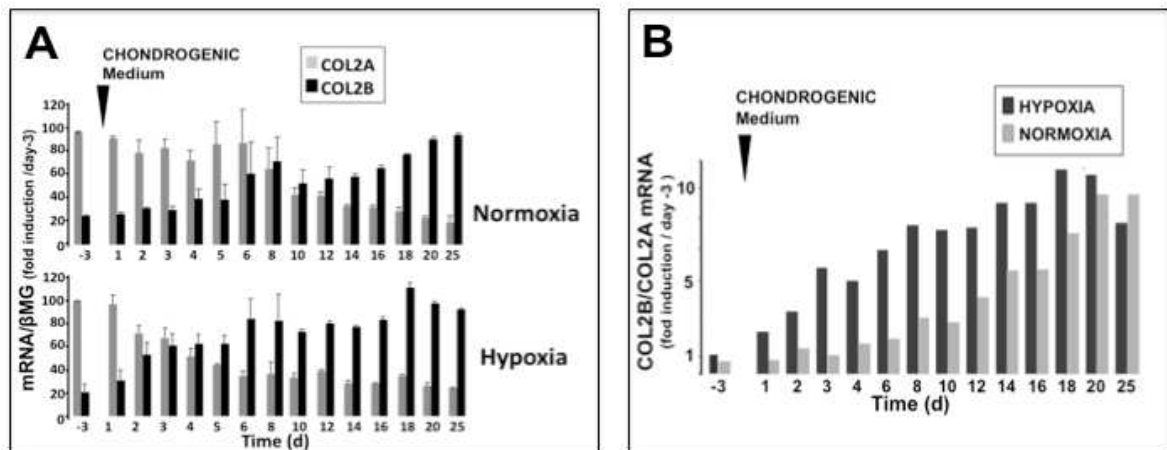 A
CHONDROGENIC
Medium
COL2A
COL2B
mRNA/βMG (fold induction /day-3)
120
100
80
60
40
20
0
Normoxia
-3 1 2 3 4 5 6 8 10 12 14 16 18 20 25
100
80
60
40
20
0
Hypoxia
-3 1 2 3 4 5 6 8 10 12 14 16 18 20 25
Time (d)
B
CHONDROGENIC
Medium
HYPOXIA
NORMOXIA
COL2B/COL2A mRNA
(fod induction / day -3)
10
5
1
-3 1 2 3 4 6 8 10 12 14 16 18 20 25
Time (d)